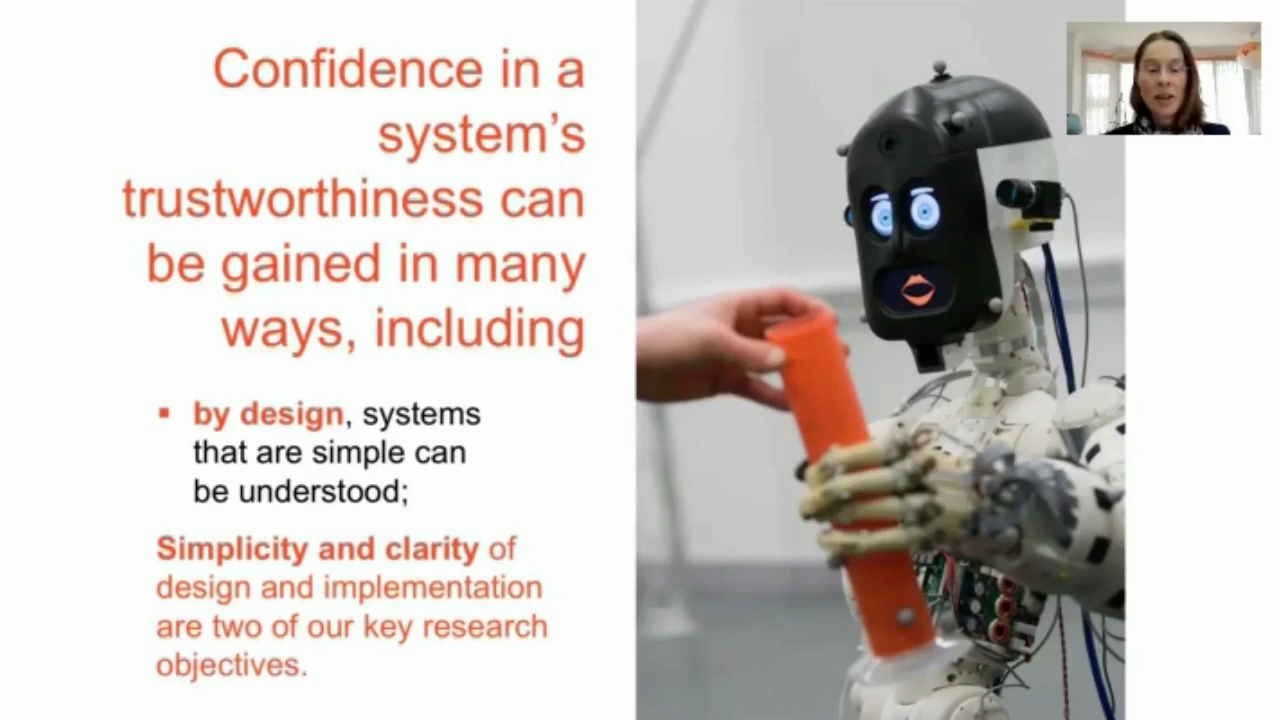 Confidence in a
system’s
trustworthiness can
be gained in many
ways, including
▪ by design, systems
that are simple can
be understood;
Simplicity and clarity of
design and implementation
are two of our key research
objectives.